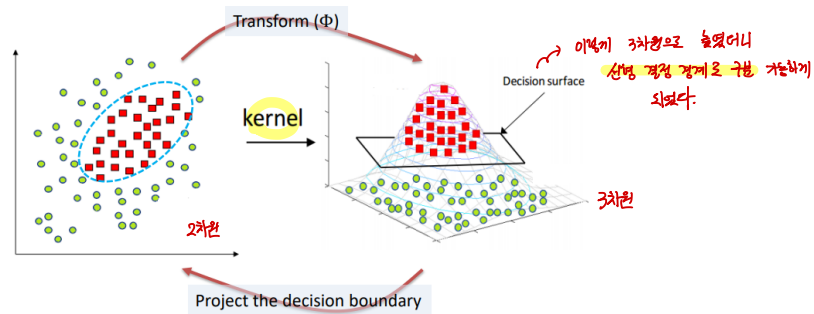 Transform (Φ)
이렇게 3차원으로 높였더니
선형 결정 경계로 구분 가능하게
되었다.
Decision surface
kernel
2차원
3차원
Project the decision boundary